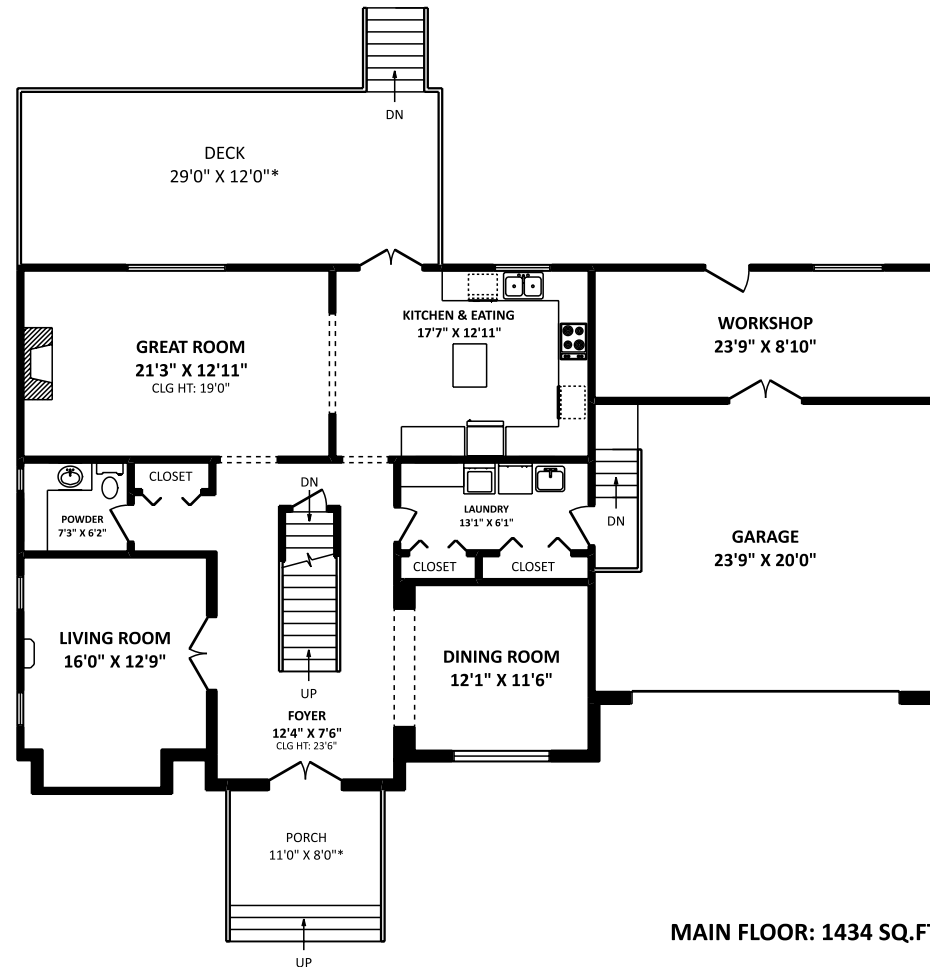 DN
DECK
29'0" X 12'0"*
KITCHEN & EATING
17'7" X 12'11"
WORKSHOP
23'9" X 8'10"
GREAT ROOM
21'3" X 12'11"
CLG HT: 19'0"
CLOSET
DN
LAUNDRY
13'1" X 6'1"
POWDER
7'3" X 6'2"
DN
GARAGE
23'9" X 20'0"
CLOSET
CLOSET
LIVING ROOM
16'0" X 12'9"
DINING ROOM
12'1" X 11'6"
UP
FOYER
12'4" X 7'6"
CLG HT: 23'6"
PORCH
11'0" X 8'0"*
UP
MAIN FLOOR: 1434 SQ.FT